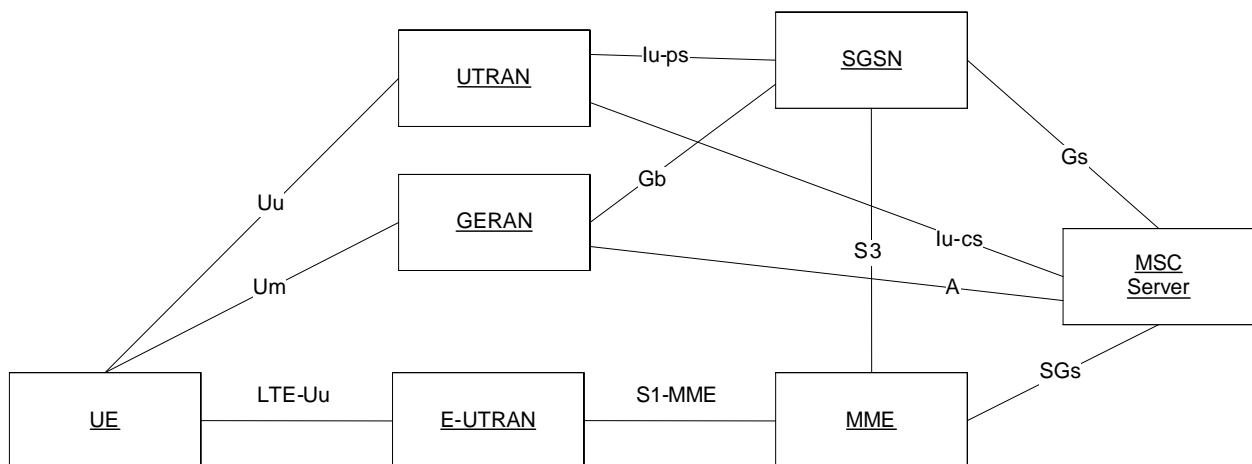 SGSN
Iu-ps
UTRAN
Gs
Gb
Uu
GERAN
Iu-cs
S3
MSC
Server
Um
A
SGs
LTE-Uu
S1-MME
UE
E-UTRAN
MME